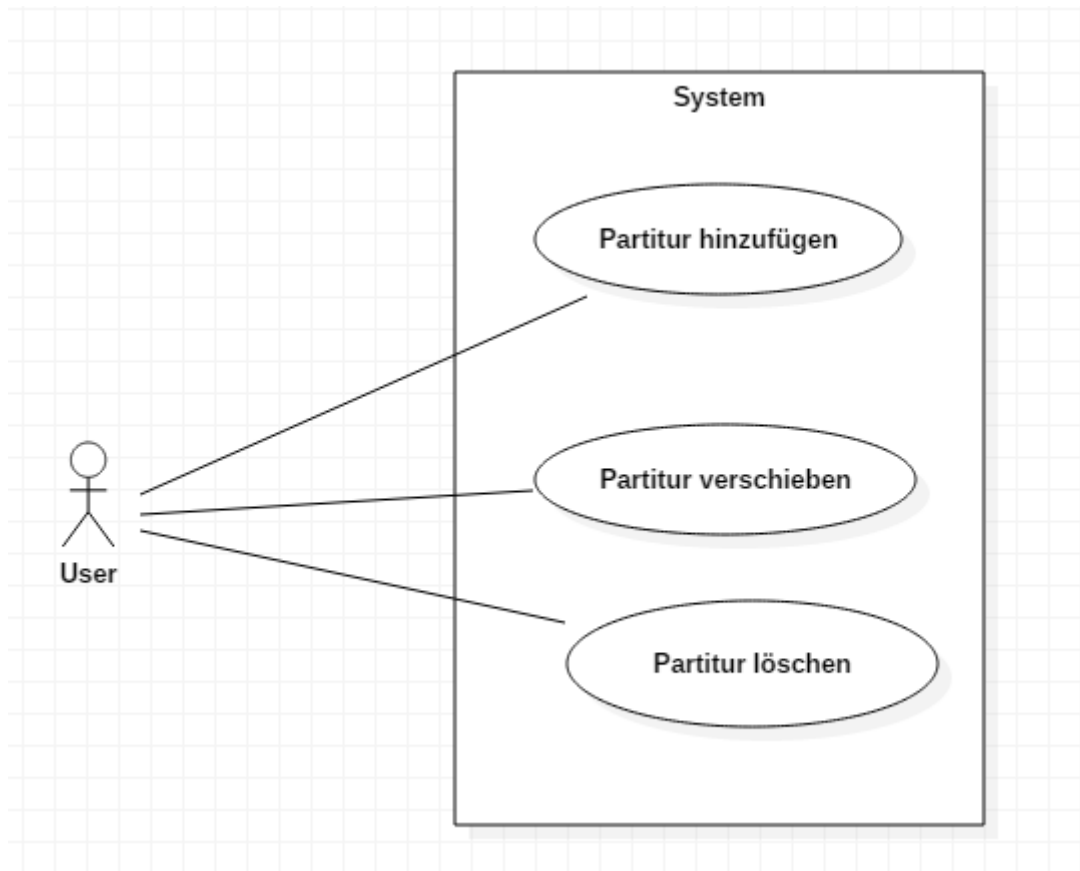 System
Partitur hinzufügen
Partitur verschieben
User
Partitur löschen